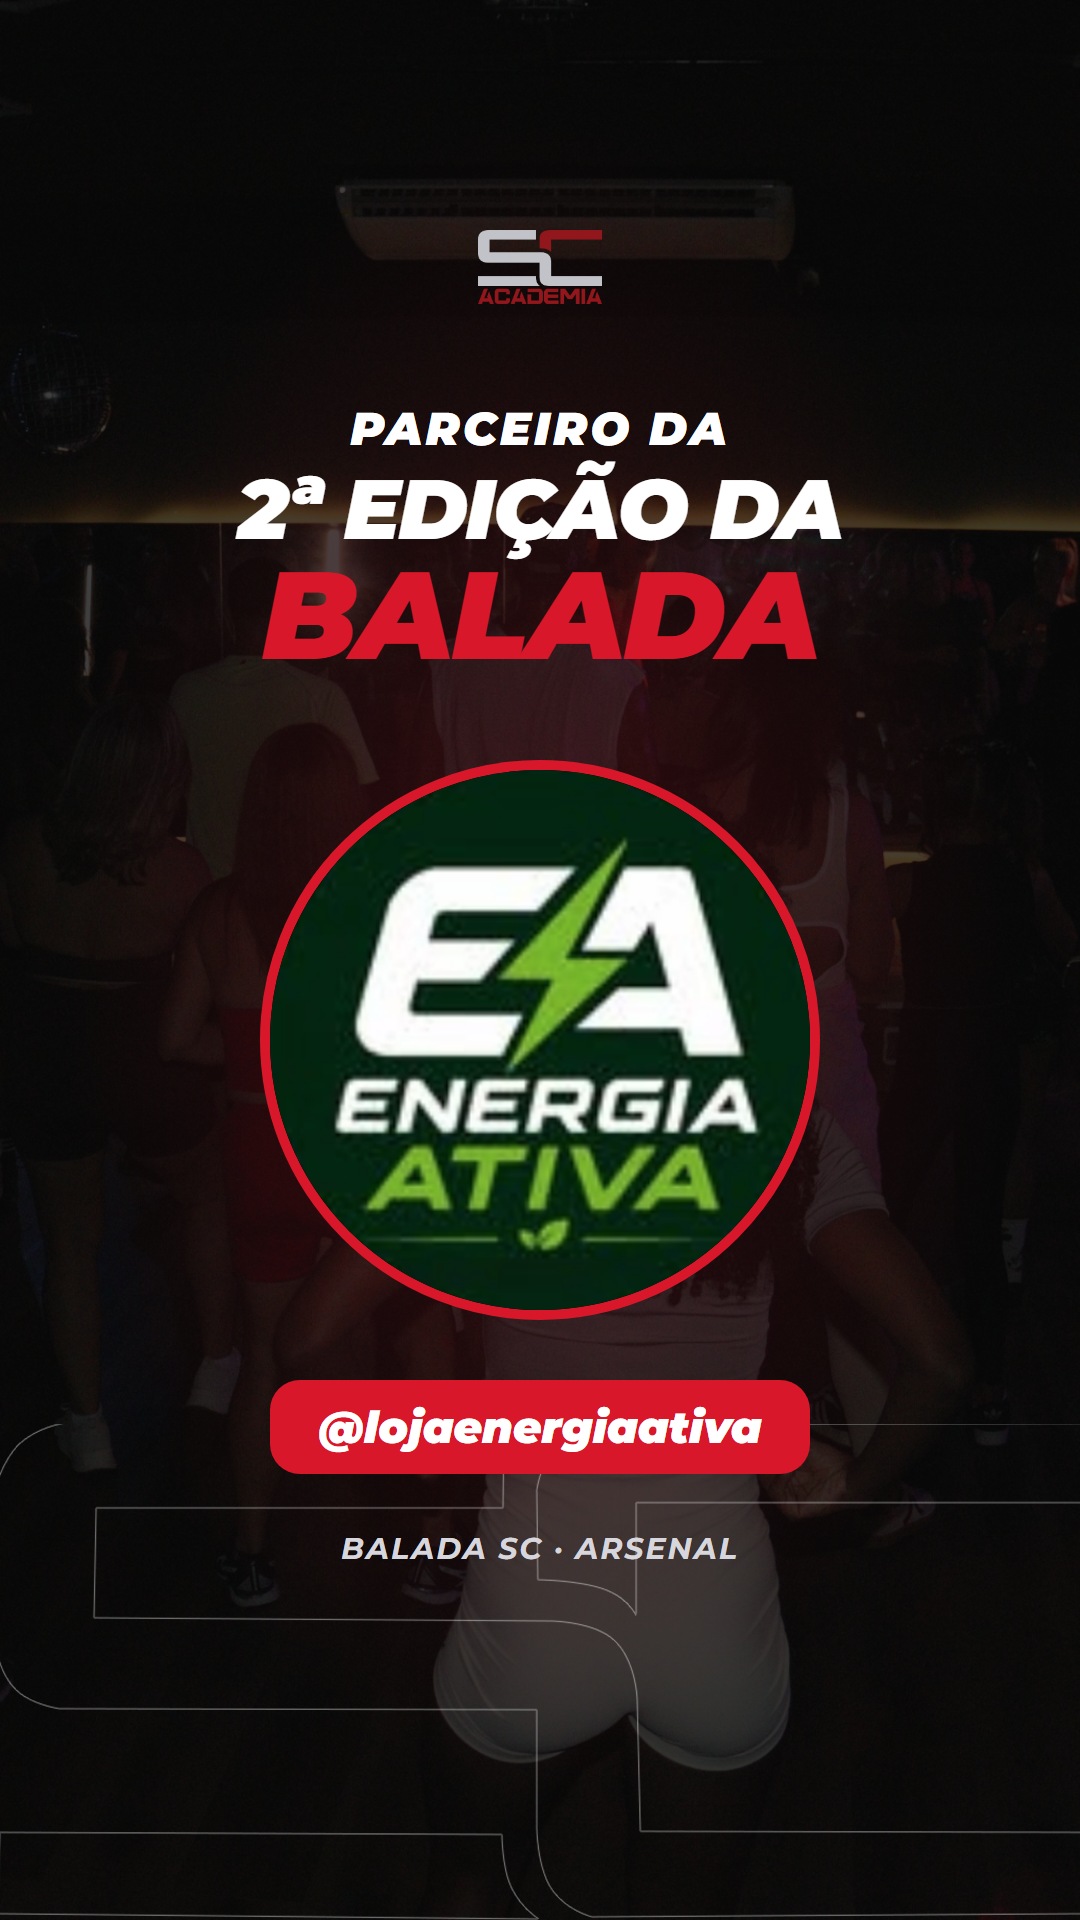 SC
ACADEMIA
PARCEIRO DA
2ª EDIÇÃO DA
BALADA
EA
ENERGIA
ATIVA
@lojaenergiaativa
BALADA SC · ARSENAL